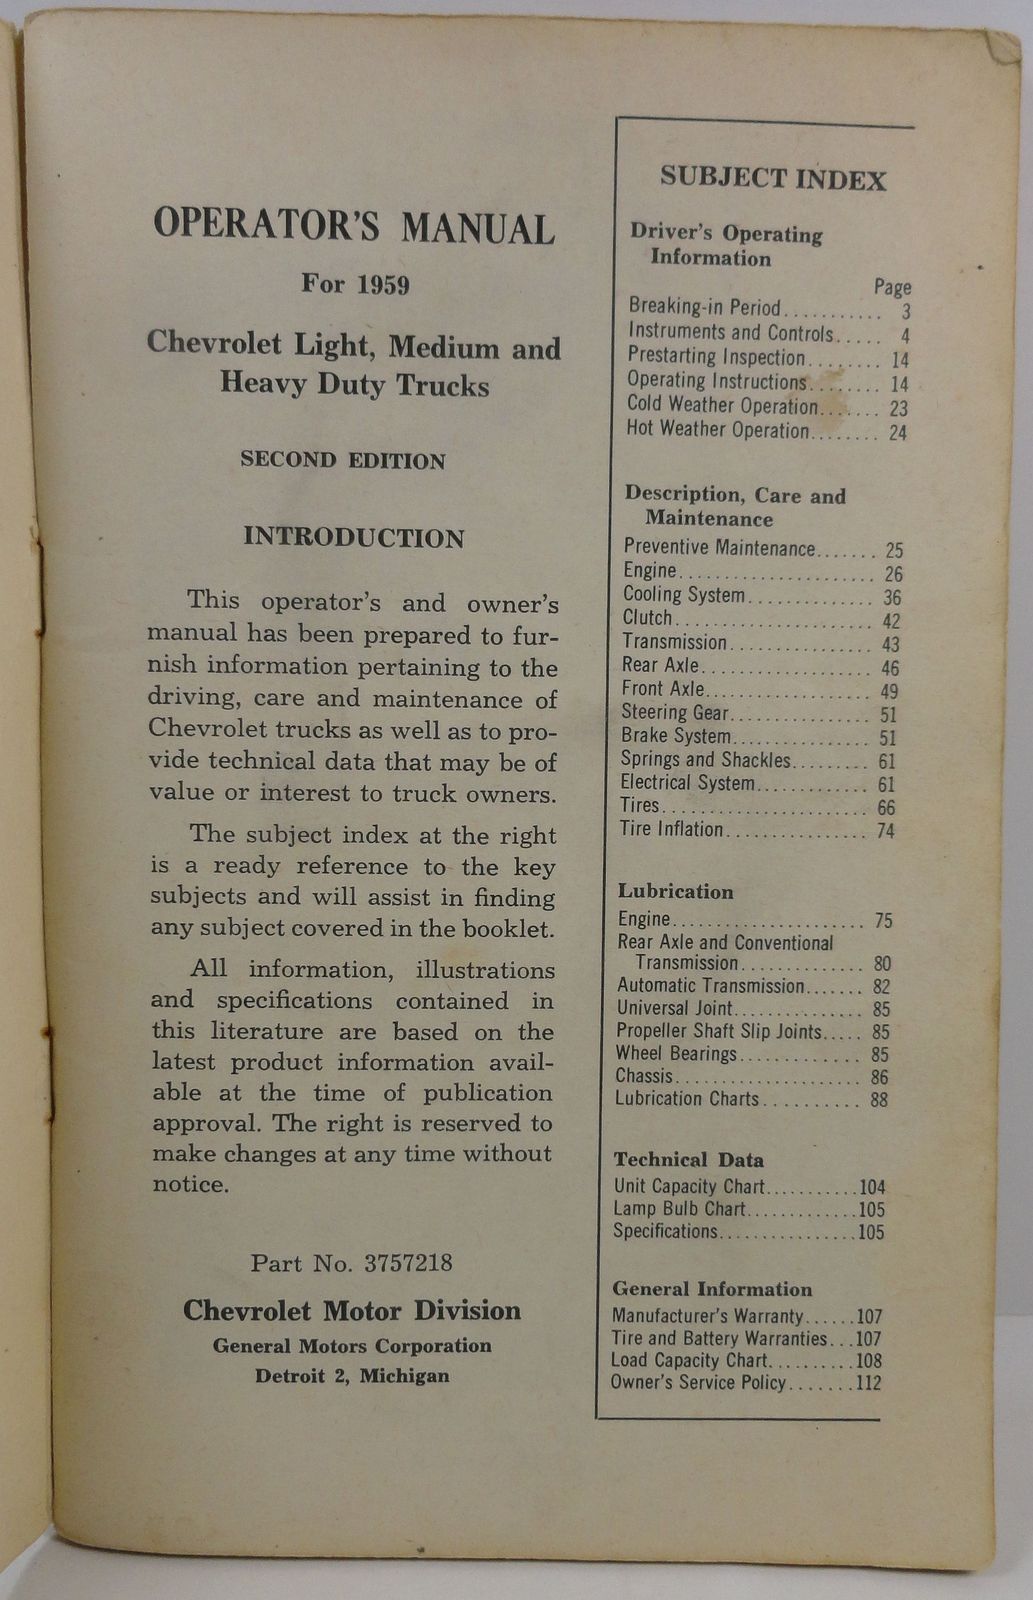 OPERATOR'S MANUAL
For 1959
Chevrolet Light, Medium and
Heavy Duty Trucks
SECOND EDITION
INTRODUCTION
This operator's and owner's
manual has been prepared to fur-
nish information pertaining to the
driving, care and maintenance of
Chevrolet trucks as well as to pro-
vide technical data that may be of
value or interest to truck owners.
The subject index at the right
is a ready reference to the key
subjects and will assist in finding
any subject covered in the booklet.
All information, illustrations
and specifications contained in
this literature are based on the
latest product information avail-
able at the time of publication
approval. The right is reserved to
make changes at any time without
notice.
Part No. 3757218
Chevrolet Motor Division
General Motors Corporation
Detroit 2, Michigan
SUBJECT INDEX
Driver's Operating
Information
Page
Breaking-in Period........... 3
Instruments and Controls..... 4
Prestarting Inspection........ 14
Operating Instructions........ 14
Cold Weather Operation....... 23
Hot Weather Operation........ 24
Description, Care and
Maintenance
Preventive Maintenance....... 25
Engine...................... 26
Cooling System.............. 36
Clutch...................... 42
Transmission................ 43
Rear Axle................... 46
Front Axle................... 49
Steering Gear................ 51
Brake System................ 51
Springs and Shackles......... 61
Electrical System............. 61
Tires....................... 66
Tire Inflation................ 74
Lubrication
Engine...................... 75
Rear Axle and Conventional
Transmission.............. 80
Automatic Transmission....... 82
Universal Joint............... 85
Propeller Shaft Slip Joints..... 85
Wheel Bearings.............. 85
Chassis..................... 86
Lubrication Charts........... 88
Technical Data
Unit Capacity Chart...........104
Lamp Bulb Chart.............105
Specifications................105
General Information
Manufacturer's Warranty......107
Tire and Battery Warranties...107
Load Capacity Chart..........108
Owner's Service Policy.......112